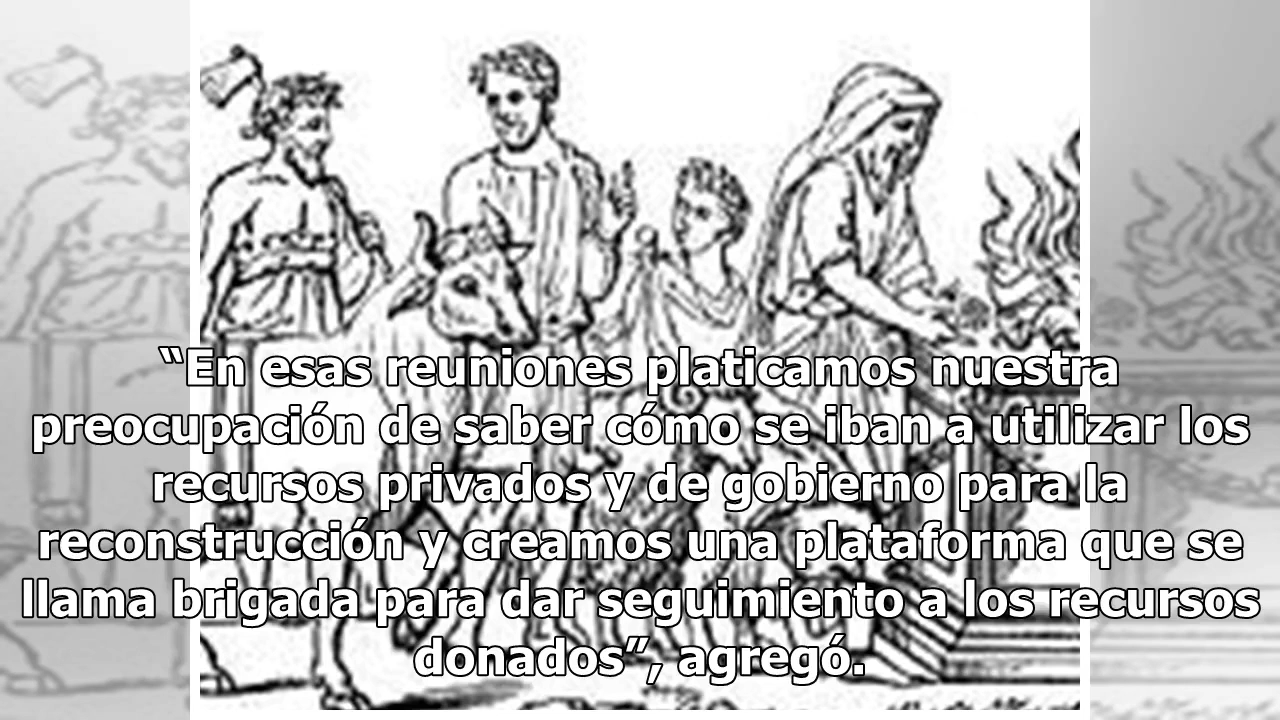 “En esas reuniones platicamos nuestra
preocupación de saber cómo se iban a utilizar los
recursos privados y de gobierno para la
reconstrucción y creamos una plataforma que se
llama brigada para dar seguimiento a los recursos
donados”, agregó.